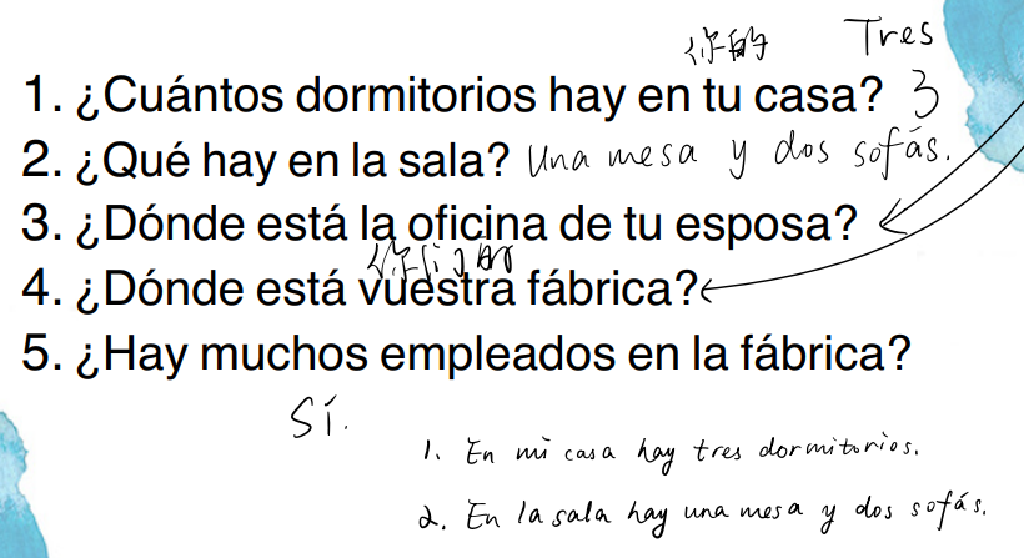 你的 Tres
1. ¿Cuántos dormitorios hay en tu casa? 3
2. ¿Qué hay en la sala? Una mesa y dos sofás.
3. ¿Dónde está la oficina de tu esposa?
你们的
4. ¿Dónde está vuestra fábrica?
5. ¿Hay muchos empleados en la fábrica?
Sí.
1. En mi casa hay tres dormitorios.
2. En la sala hay una mesa y dos sofás.